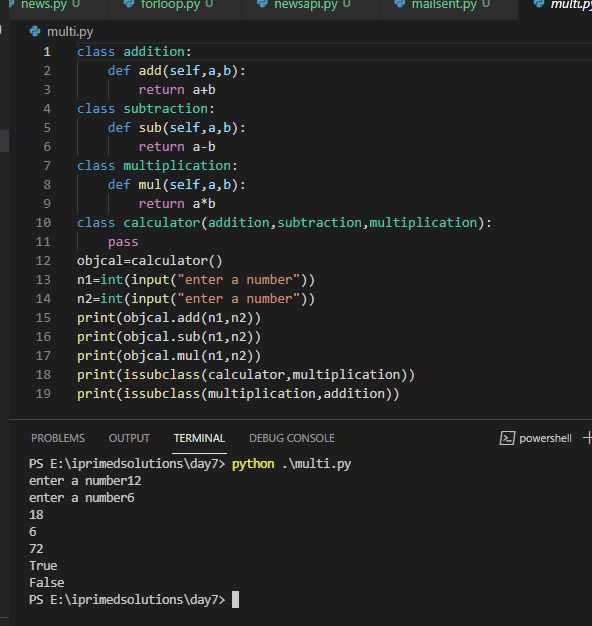 news.py U forloop.py U newsapi.py U mailsent.py U multi.py
multi.py
1 class addition:
2 def add(self,a,b):
3 return a+b
4 class subtraction:
5 def sub(self,a,b):
6 return a-b
7 class multiplication:
8 def mul(self,a,b):
9 return a*b
10 class calculator(addition,subtraction,multiplication):
11 pass
12 objcal=calculator()
13 n1=int(input("enter a number"))
14 n2=int(input("enter a number"))
15 print(objcal.add(n1,n2))
16 print(objcal.sub(n1,n2))
17 print(objcal.mul(n1,n2))
18 print(issubclass(calculator,multiplication))
19 print(issubclass(multiplication,addition))
PROBLEMS OUTPUT TERMINAL DEBUG CONSOLE powershell
PS E:\iprimedsolutions\day7> python .\multi.py
enter a number12
enter a number6
18
6
72
True
False
PS E:\iprimedsolutions\day7>